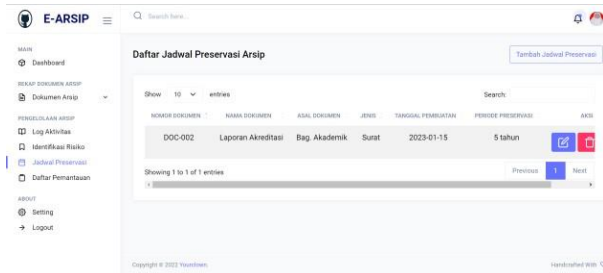 E-ARSIP
Search here...
MAIN
Dashboard
REKAP DOKUMEN ARSIP
Dokumen Arsip
PENGELOLAAN ARSIP
Log Aktivitas
Identifikasi Risiko
Jadwal Preservasi
Daftar Pemantauan
ABOUT
Setting
Logout
Daftar Jadwal Preservasi Arsip
Tambah Jadwal Preservasi
Show 10 entries
Search:
NOMOR DOKUMEN NAMA DOKUMEN ASAL DOKUMEN JENIS TANGGAL PEMBUATAN PERIODE PRESERVASI AKSI
DOC-002 Laporan Akreditasi Bag. Akademik Surat 2023-01-15 5 tahun
Showing 1 to 1 of 1 entries
Previous 1 Next
Copyright © 2022 Yourdown.
Handcrafted With